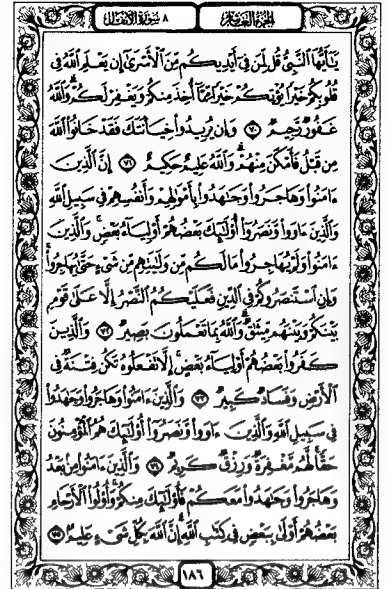 الجزء العاشر
٨ سورة الأنفال
يَٰٓأَيُّهَا ٱلنَّبِىُّ قُل لِّمَن فِىٓ أَيْدِيكُم مِّنَ ٱلْأَسْرَىٰٓ إِن يَعْلَمِ ٱللَّهُ فِى
قُلُوبِكُمْ خَيْرًا يُؤْتِكُمْ خَيْرًا مِّمَّآ أُخِذَ مِنكُمْ وَيَغْفِرْ لَكُمْ ۗ وَٱللَّهُ
غَفُورٌ رَّحِيمٌ ٧٠ وَإِن يُرِيدُوا۟ خِيَانَتَكَ فَقَدْ خَانُوا۟ ٱللَّهَ
مِن قَبْلُ فَأَمْكَنَ مِنْهُمْ ۗ وَٱللَّهُ عَلِيمٌ حَكِيمٌ ٧١ إِنَّ ٱلَّذِينَ
ءَامَنُوا۟ وَهَاجَرُوا۟ وَجَٰهَدُوا۟ بِأَمْوَٰلِهِمْ وَأَنفُسِهِمْ فِى سَبِيلِ ٱللَّهِ
وَٱلَّذِينَ ءَاوَوا۟ وَّنَصَرُوٓا۟ أُو۟لَٰٓئِكَ بَعْضُهُمْ أَوْلِيَآءُ بَعْضٍ ۚ وَٱلَّذِينَ
ءَامَنُوا۟ وَلَمْ يُهَاجِرُوا۟ مَا لَكُم مِّن وَلَٰيَتِهِم مِّن شَىْءٍ حَتَّىٰ يُهَاجِرُوا۟ ۚ
وَإِنِ ٱسْتَنصَرُوكُمْ فِى ٱلدِّينِ فَعَلَيْكُمُ ٱلنَّصْرُ إِلَّا عَلَىٰ قَوْمٍۭ
بَيْنَكُمْ وَبَيْنَهُم مِّيثَٰقٌ ۗ وَٱللَّهُ بِمَا تَعْمَلُونَ بَصِيرٌ ٧٢ وَٱلَّذِينَ
كَفَرُوا۟ بَعْضُهُمْ أَوْلِيَآءُ بَعْضٍ ۚ إِلَّا تَفْعَلُوهُ تَكُن فِتْنَةٌ فِى
ٱلْأَرْضِ وَفَسَادٌ كَبِيرٌ ٧٣ وَٱلَّذِينَ ءَامَنُوا۟ وَهَاجَرُوا۟ وَجَٰهَدُوا۟
فِى سَبِيلِ ٱللَّهِ وَٱلَّذِينَ ءَاوَوا۟ وَّنَصَرُوٓا۟ أُو۟لَٰٓئِكَ هُمُ ٱلْمُؤْمِنُونَ
حَقًّا ۚ لَّهُم مَّغْفِرَةٌ وَرِزْقٌ كَرِيمٌ ٧٤ وَٱلَّذِينَ ءَامَنُوا۟ مِنۢ بَعْدُ
وَهَاجَرُوا۟ وَجَٰهَدُوا۟ مَعَكُمْ فَأُو۟لَٰٓئِكَ مِنكُمْ ۚ وَأُو۟لُوا۟ ٱلْأَرْحَامِ
بَعْضُهُمْ أَوْلَىٰ بِبَعْضٍ فِى كِتَٰبِ ٱللَّهِ ۗ إِنَّ ٱللَّهَ بِكُلِّ شَىْءٍ عَلِيمٌۢ ٧٥
١٨٦